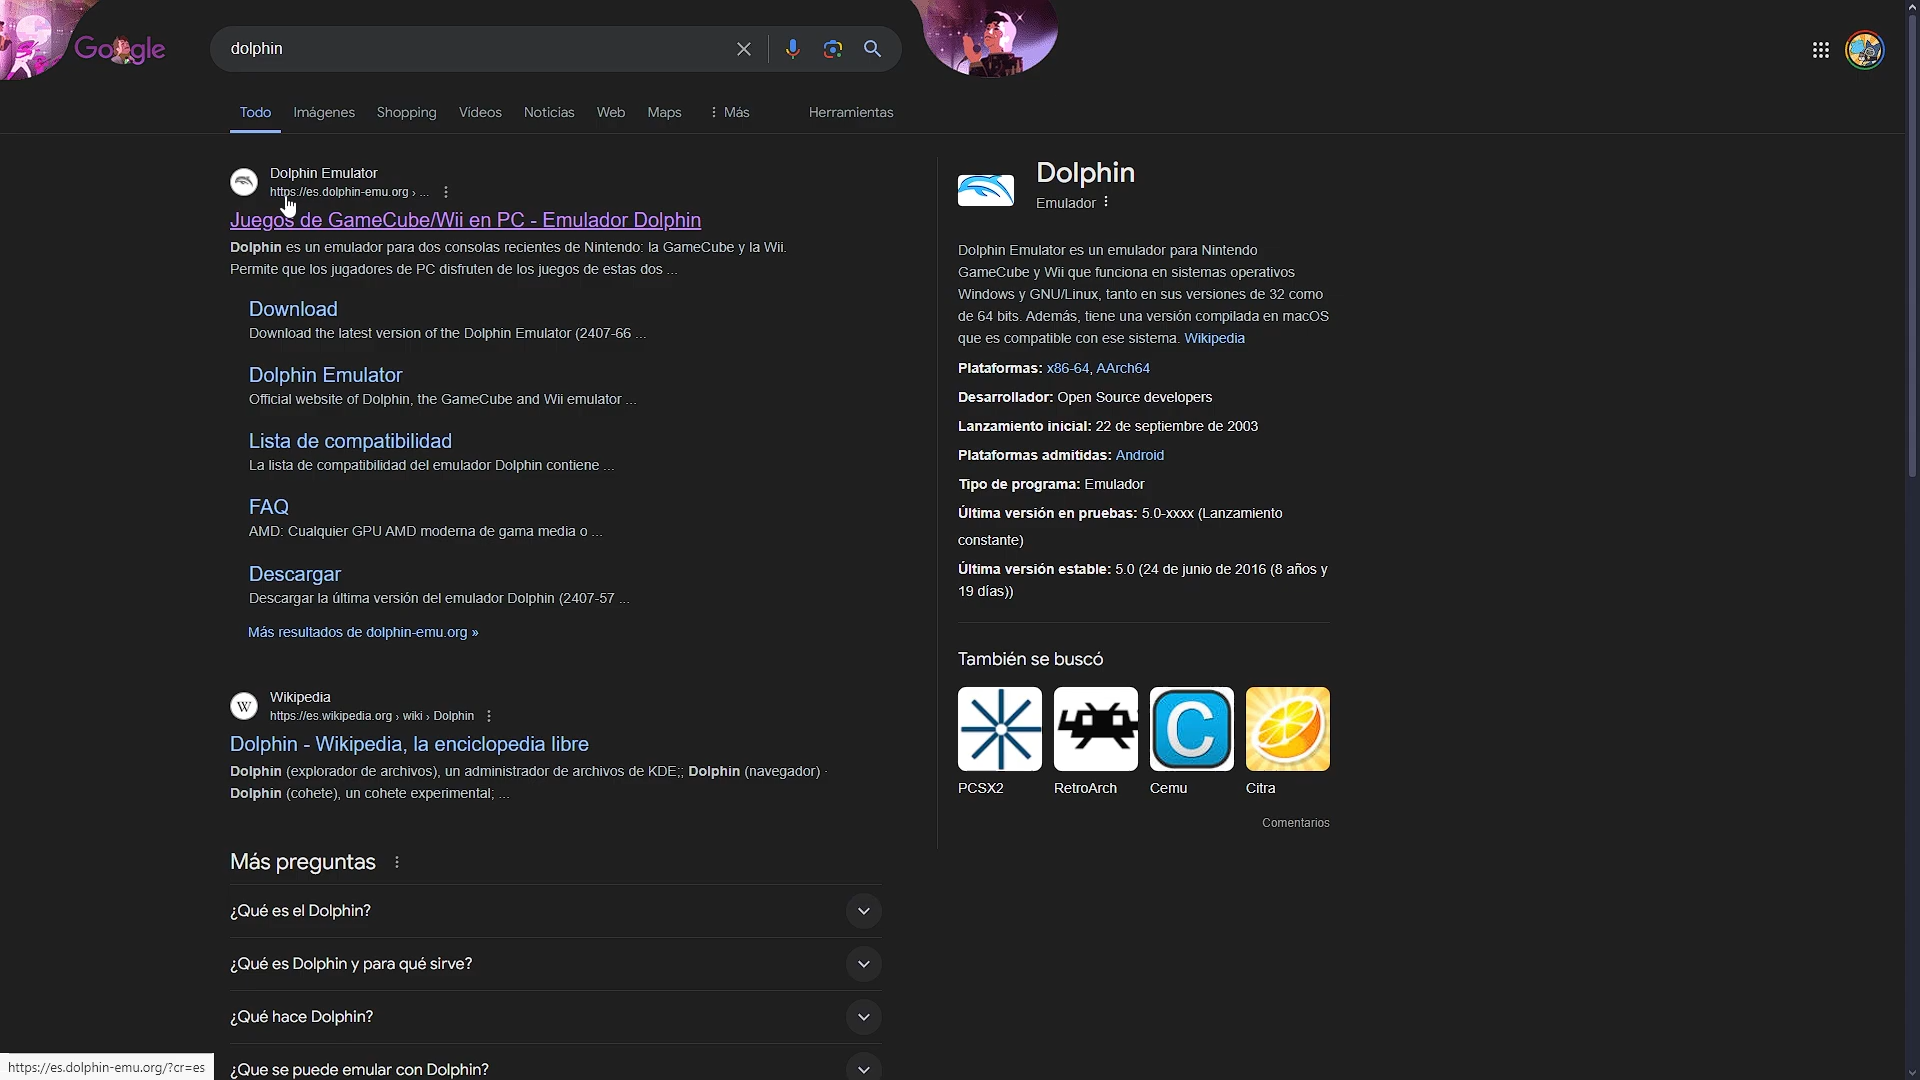 Google
dolphin
Todo
Imágenes
Shopping
Vídeos
Noticias
Web
Maps
Más
Herramientas
Dolphin Emulator
https://es.dolphin-emu.org › ...
Juegos de GameCube/Wii en PC - Emulador Dolphin
Dolphin es un emulador para dos consolas recientes de Nintendo: la GameCube y la Wii.
Permite que los jugadores de PC disfruten de los juegos de estas dos ...
Download
Download the latest version of the Dolphin Emulator (2407-66 ...
Dolphin Emulator
Official website of Dolphin, the GameCube and Wii emulator ...
Lista de compatibilidad
La lista de compatibilidad del emulador Dolphin contiene ...
FAQ
AMD: Cualquier GPU AMD moderna de gama media o ...
Descargar
Descargar la última versión del emulador Dolphin (2407-57 ...
Más resultados de dolphin-emu.org »
W
Wikipedia
https://es.wikipedia.org › wiki › Dolphin
Dolphin - Wikipedia, la enciclopedia libre
Dolphin (explorador de archivos), un administrador de archivos de KDE;; Dolphin (navegador) ·
Dolphin (cohete), un cohete experimental; ...
Más preguntas
¿Qué es el Dolphin?
¿Qué es Dolphin y para qué sirve?
¿Qué hace Dolphin?
¿Que se puede emular con Dolphin?
Dolphin
Emulador
Dolphin Emulator es un emulador para Nintendo
GameCube y Wii que funciona en sistemas operativos
Windows y GNU/Linux, tanto en sus versiones de 32 como
de 64 bits. Además, tiene una versión compilada en macOS
que es compatible con ese sistema. Wikipedia
Plataformas: x86-64, AArch64
Desarrollador: Open Source developers
Lanzamiento inicial: 22 de septiembre de 2003
Plataformas admitidas: Android
Tipo de programa: Emulador
Última versión en pruebas: 5.0-xxxx (Lanzamiento
constante)
Última versión estable: 5.0 (24 de junio de 2016 (8 años y
19 días))
También se buscó
C
PCSX2
RetroArch
Cemu
Citra
Comentarios
https://es.dolphin-emu.org/?cr=es